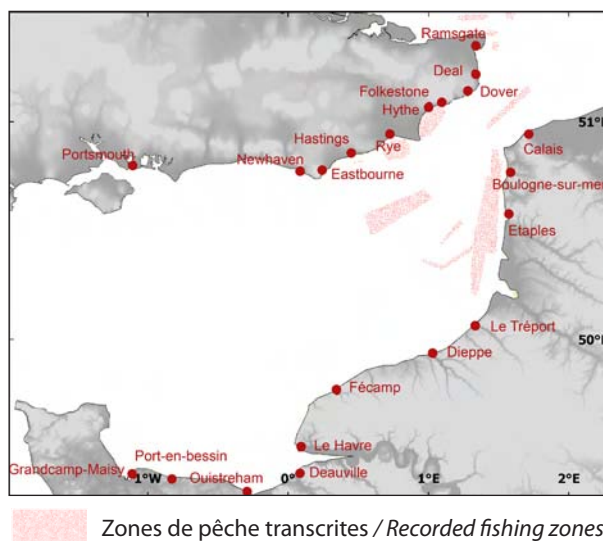 Ramsgate
Deal
Folkestone
Dover
Hythe
51°
Hastings
Rye
Calais
Portsmouth
Newhaven
Eastbourne
Boulogne-sur-mer
Etaples
Le Tréport
50°
Dieppe
Fécamp
Le Havre
Port-en-bessin
Grandcamp-Maisy
1°W
Ouistreham
0°
Deauville
1°E
2°E
Zones de pêche transcrites / Recorded fishing zones